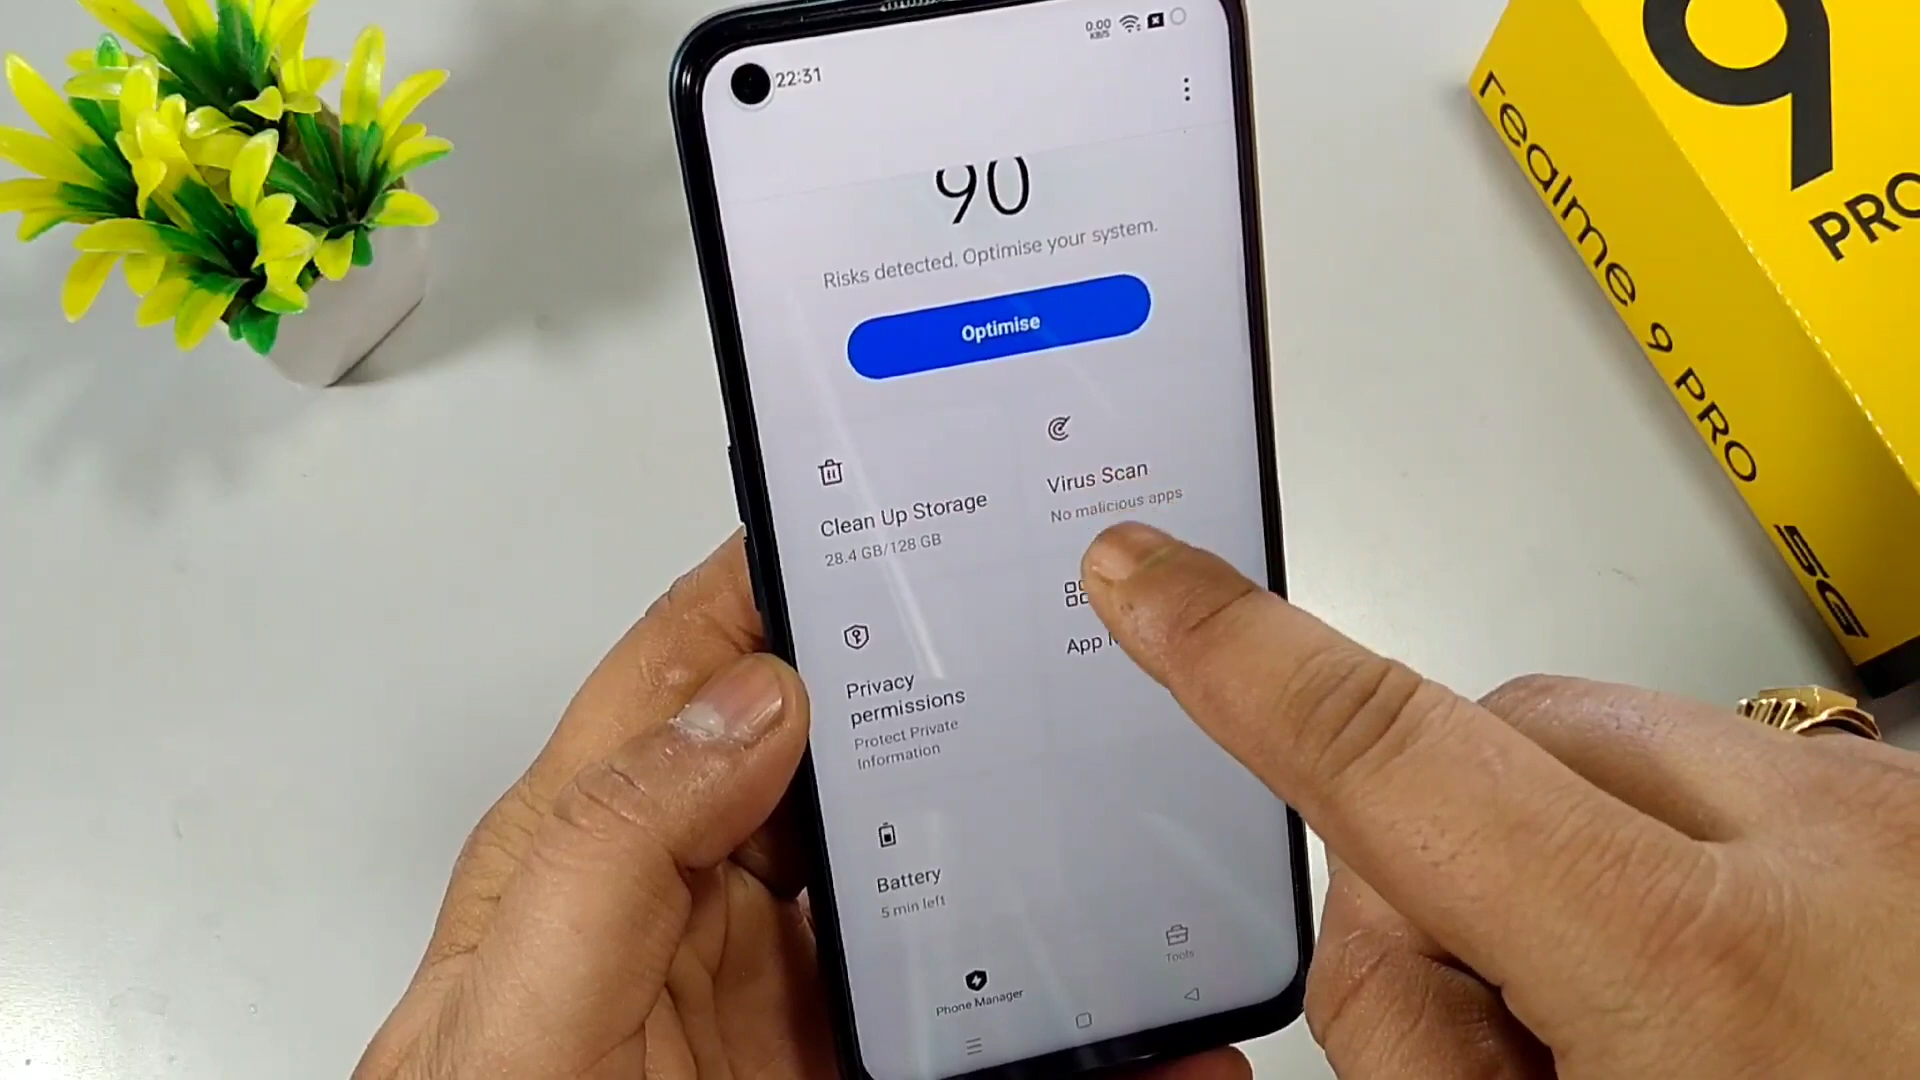 22:31
0.00
KB/S
90
Risks detected. Optimise your system.
Optimise
Clean Up Storage
28.4 GB/128 GB
Virus Scan
No malicious apps
Privacy
permissions
Protect Private
Information
App
Battery
5 min left
Phone Manager
Tools
9
PRO
realme 9 PRO 5G